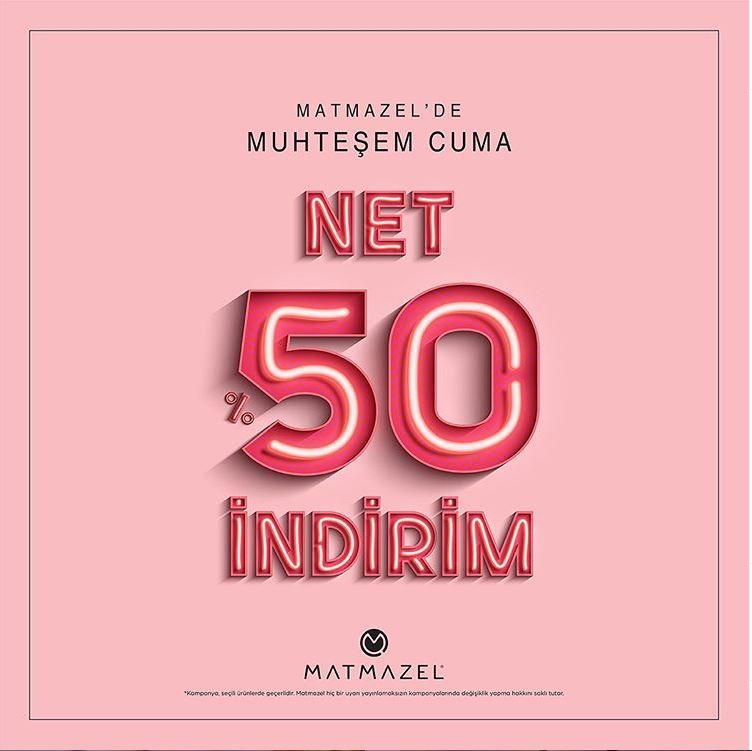 MATMAZEL'DE
MUHTEŞEM CUMA
NET
%50
İNDİRİM
MATMAZEL®
*Kampanya, seçili ürünlerde geçerlidir. Matmazel hiç bir uyarı yayınlamaksızın kampanyalarında değişiklik yapma hakkını saklı tutar.